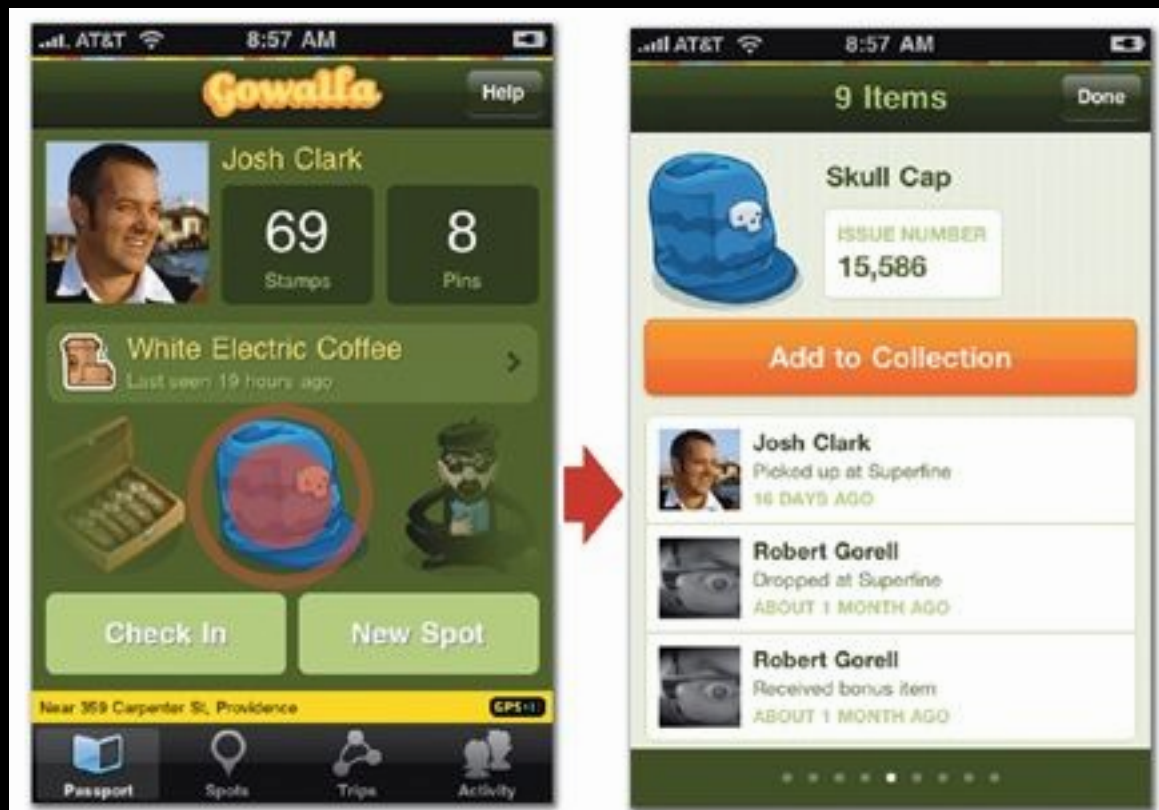 AT&T 8:57 AM
Gowalla Help
Josh Clark
69 8
Stamps Pins
White Electric Coffee
Last seen 19 hours ago
Check In New Spot
Near 359 Carpenter St, Providence GPS
Passport Spots Trips Activity
AT&T 8:57 AM
9 Items Done
Skull Cap
ISSUE NUMBER
15,586
Add to Collection
Josh Clark
Picked up at Superfine
16 DAYS AGO
Robert Gorell
Dropped at Superfine
ABOUT 1 MONTH AGO
Robert Gorell
Received bonus item
ABOUT 1 MONTH AGO